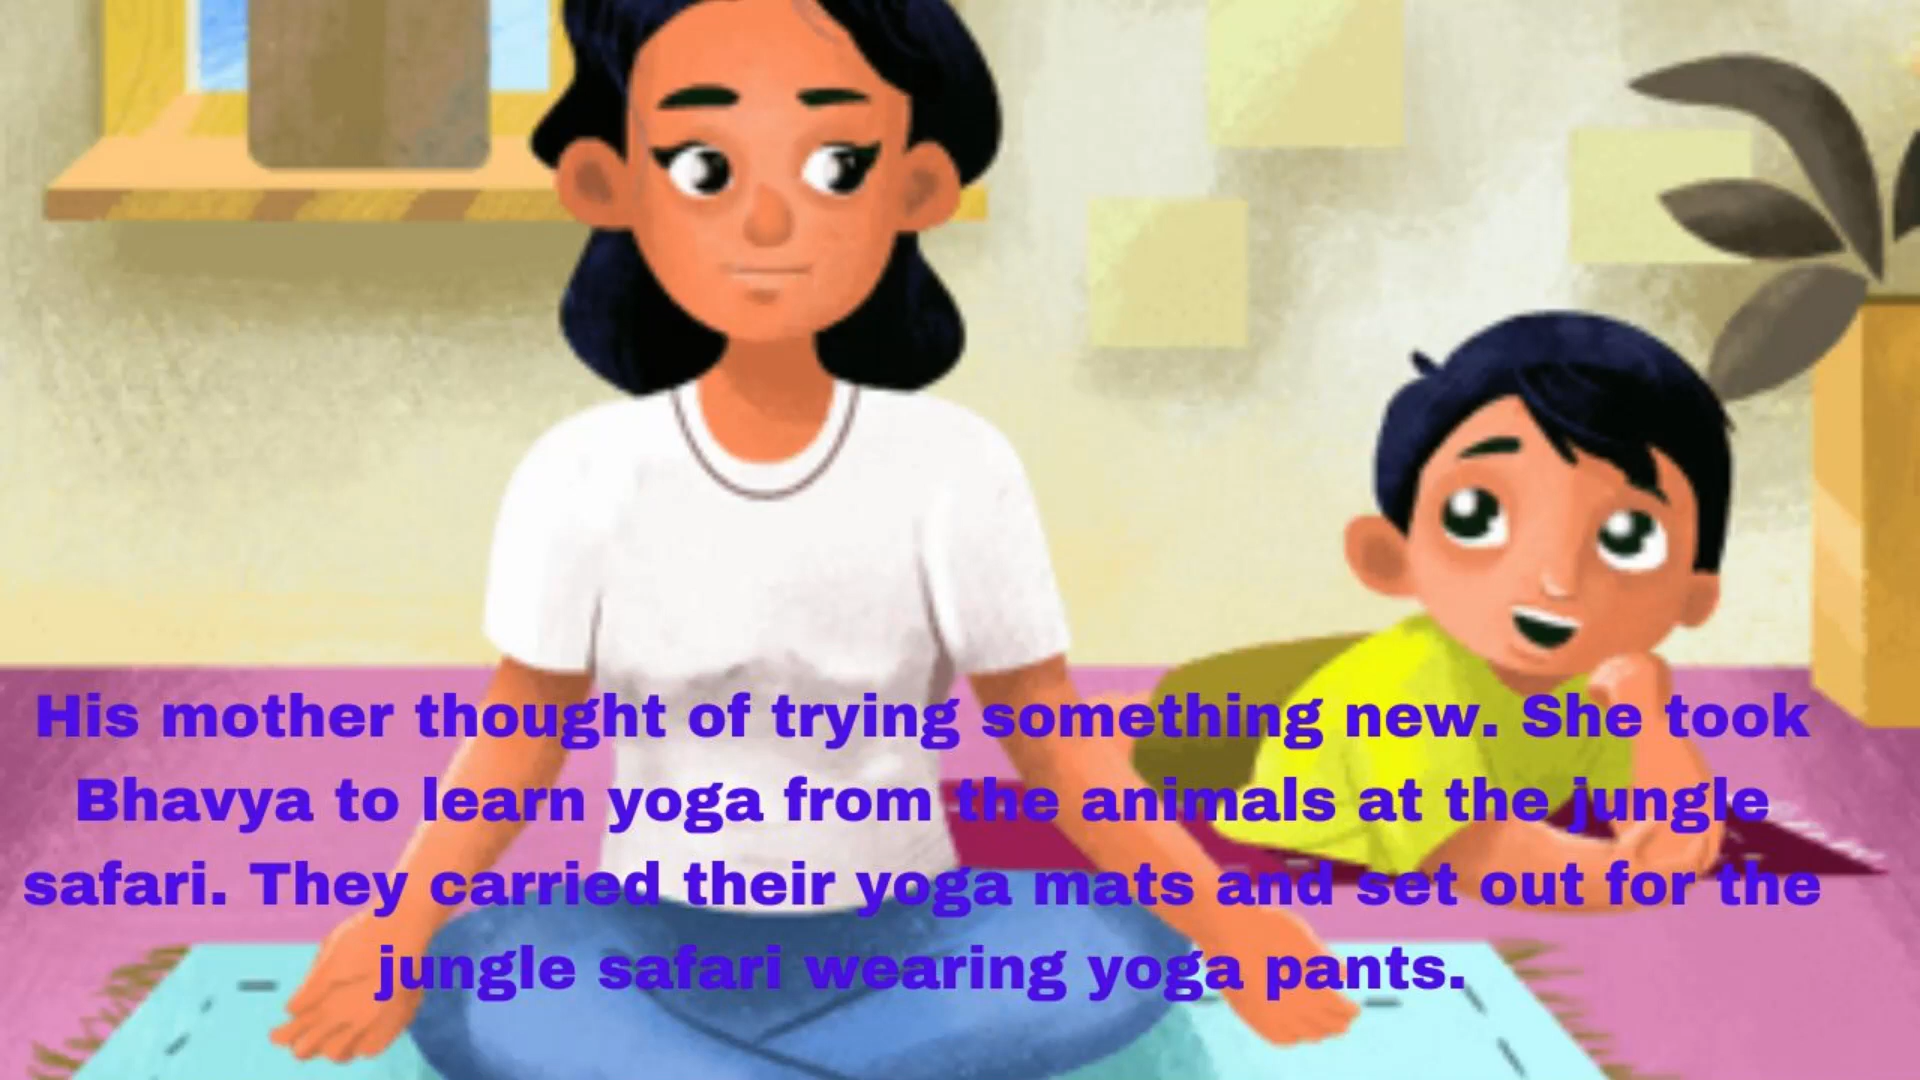 His mother thought of trying something new. She took
Bhavya to learn yoga from the animals at the jungle
safari. They carried their yoga mats and set out for the
jungle safari wearing yoga pants.